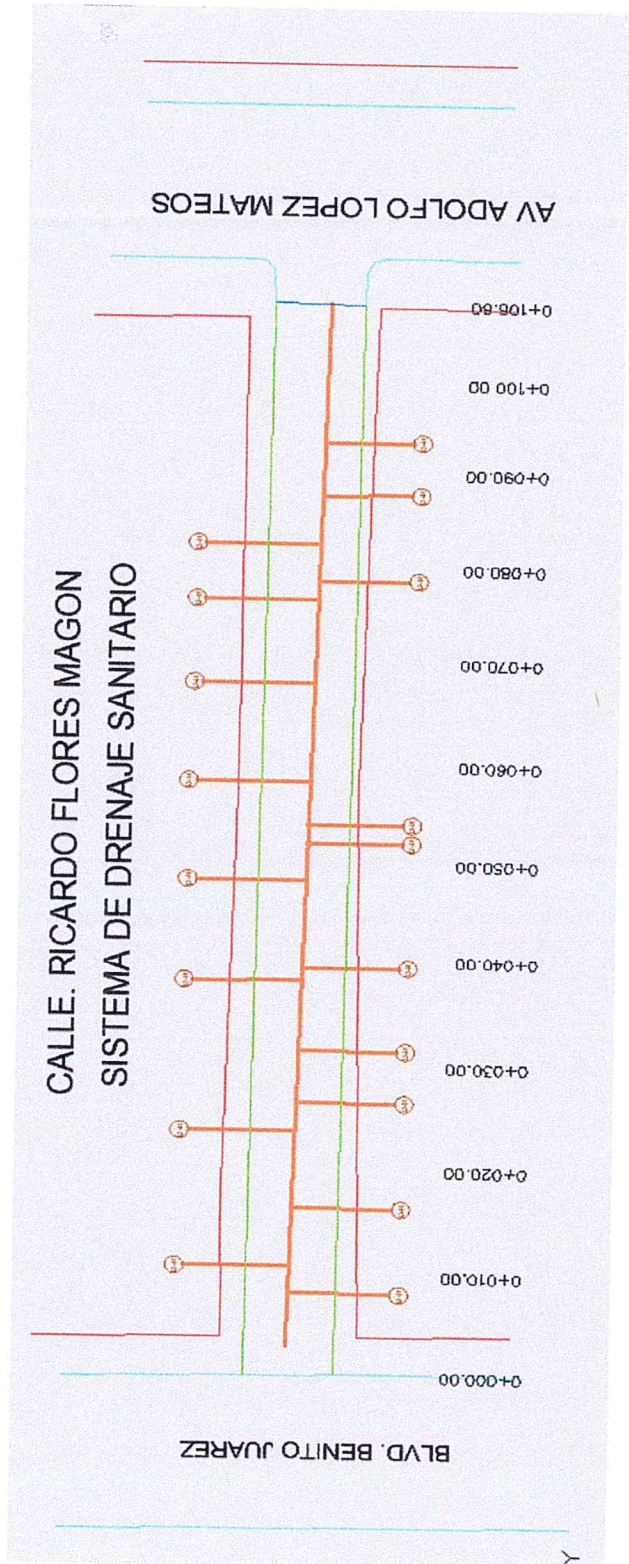 AV ADOLFO LOPEZ MATEOS
CALLE. RICARDO FLORES MAGON
SISTEMA DE DRENAJE SANITARIO
0+106.60
0+100.00
0+090.00
0+080.00
0+070.00
0+060.00
0+050.00
0+040.00
0+030.00
0+020.00
0+010.00
0+000.00
BLVD. BENITO JUAREZ
Y